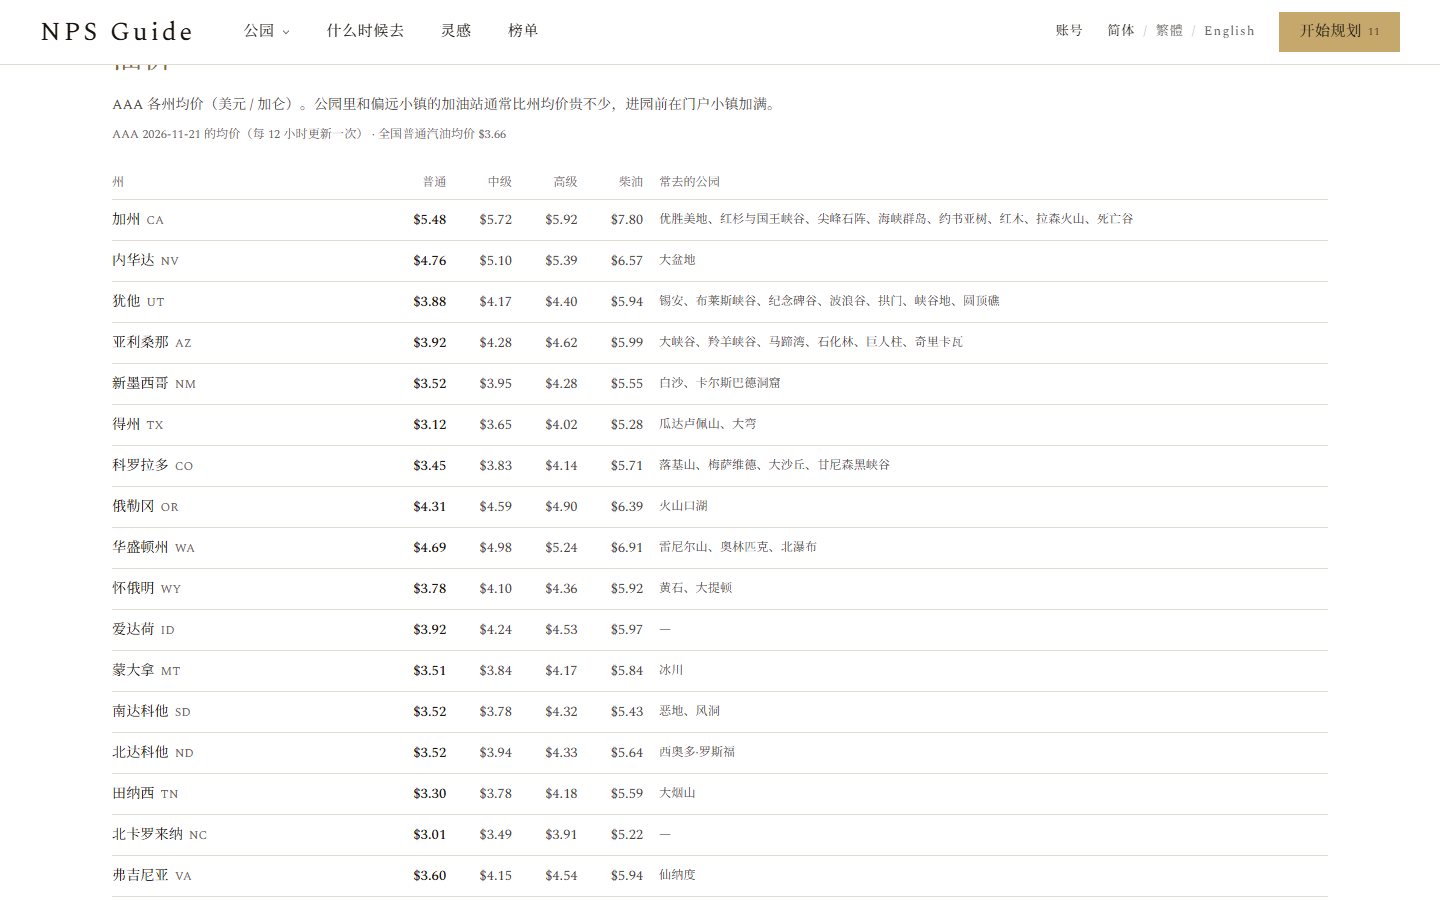 NPS Guide 公园 什么时候去 灵感 榜单 账号 简体 / 繁體 / English 开始规划 11
AAA 各州均价（美元 / 加仑）。公园里和偏远小镇的加油站通常比州均价贵不少，进园前在门户小镇加满。
AAA 2026-11-21 的均价（每 12 小时更新一次） · 全国普通汽油均价 $3.66
州 普通 中级 高级 柴油 常去的公园
加州 CA $5.48 $5.72 $5.92 $7.80 优胜美地、红杉与国王峡谷、尖峰石阵、海峡群岛、约书亚树、红木、拉森火山、死亡谷
内华达 NV $4.76 $5.10 $5.39 $6.57 大盆地
犹他 UT $3.88 $4.17 $4.40 $5.94 锡安、布莱斯峡谷、纪念碑谷、波浪谷、拱门、峡谷地、圆顶礁
亚利桑那 AZ $3.92 $4.28 $4.62 $5.99 大峡谷、羚羊峡谷、马蹄湾、石化林、巨人柱、奇里卡瓦
新墨西哥 NM $3.52 $3.95 $4.28 $5.55 白沙、卡尔斯巴德洞窟
得州 TX $3.12 $3.65 $4.02 $5.28 瓜达卢佩山、大弯
科罗拉多 CO $3.45 $3.83 $4.14 $5.71 落基山、梅萨维德、大沙丘、甘尼森黑峡谷
俄勒冈 OR $4.31 $4.59 $4.90 $6.39 火山口湖
华盛顿州 WA $4.69 $4.98 $5.24 $6.91 雷尼尔山、奥林匹克、北瀑布
怀俄明 WY $3.78 $4.10 $4.36 $5.92 黄石、大提顿
爱达荷 ID $3.92 $4.24 $4.53 $5.97 —
蒙大拿 MT $3.51 $3.84 $4.17 $5.84 冰川
南达科他 SD $3.52 $3.78 $4.32 $5.43 恶地、风洞
北达科他 ND $3.52 $3.94 $4.33 $5.64 西奥多·罗斯福
田纳西 TN $3.30 $3.78 $4.18 $5.59 大烟山
北卡罗来纳 NC $3.01 $3.49 $3.91 $5.22 —
弗吉尼亚 VA $3.60 $4.15 $4.54 $5.94 仙纳度